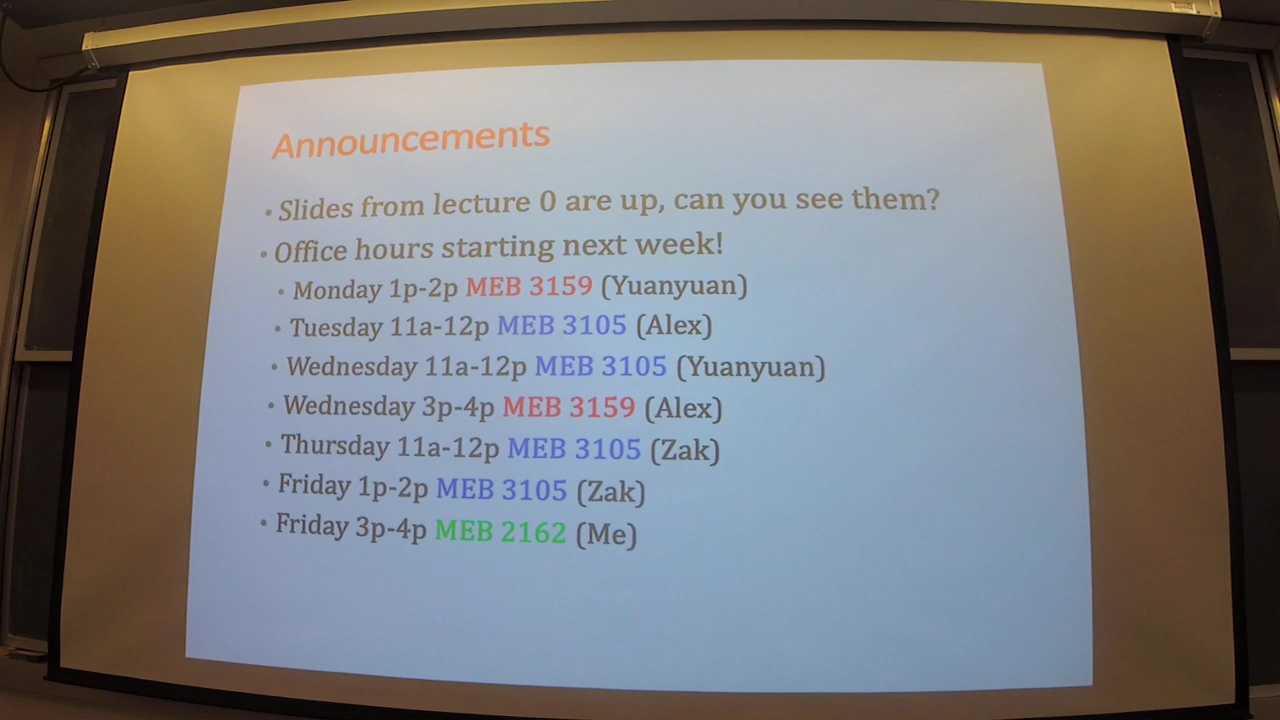 Announcements
• Slides from lecture 0 are up, can you see them?
• Office hours starting next week!
• Monday 1p-2p MEB 3159 (Yuanyuan)
• Tuesday 11a-12p MEB 3105 (Alex)
• Wednesday 11a-12p MEB 3105 (Yuanyuan)
• Wednesday 3p-4p MEB 3159 (Alex)
• Thursday 11a-12p MEB 3105 (Zak)
• Friday 1p-2p MEB 3105 (Zak)
• Friday 3p-4p MEB 2162 (Me)